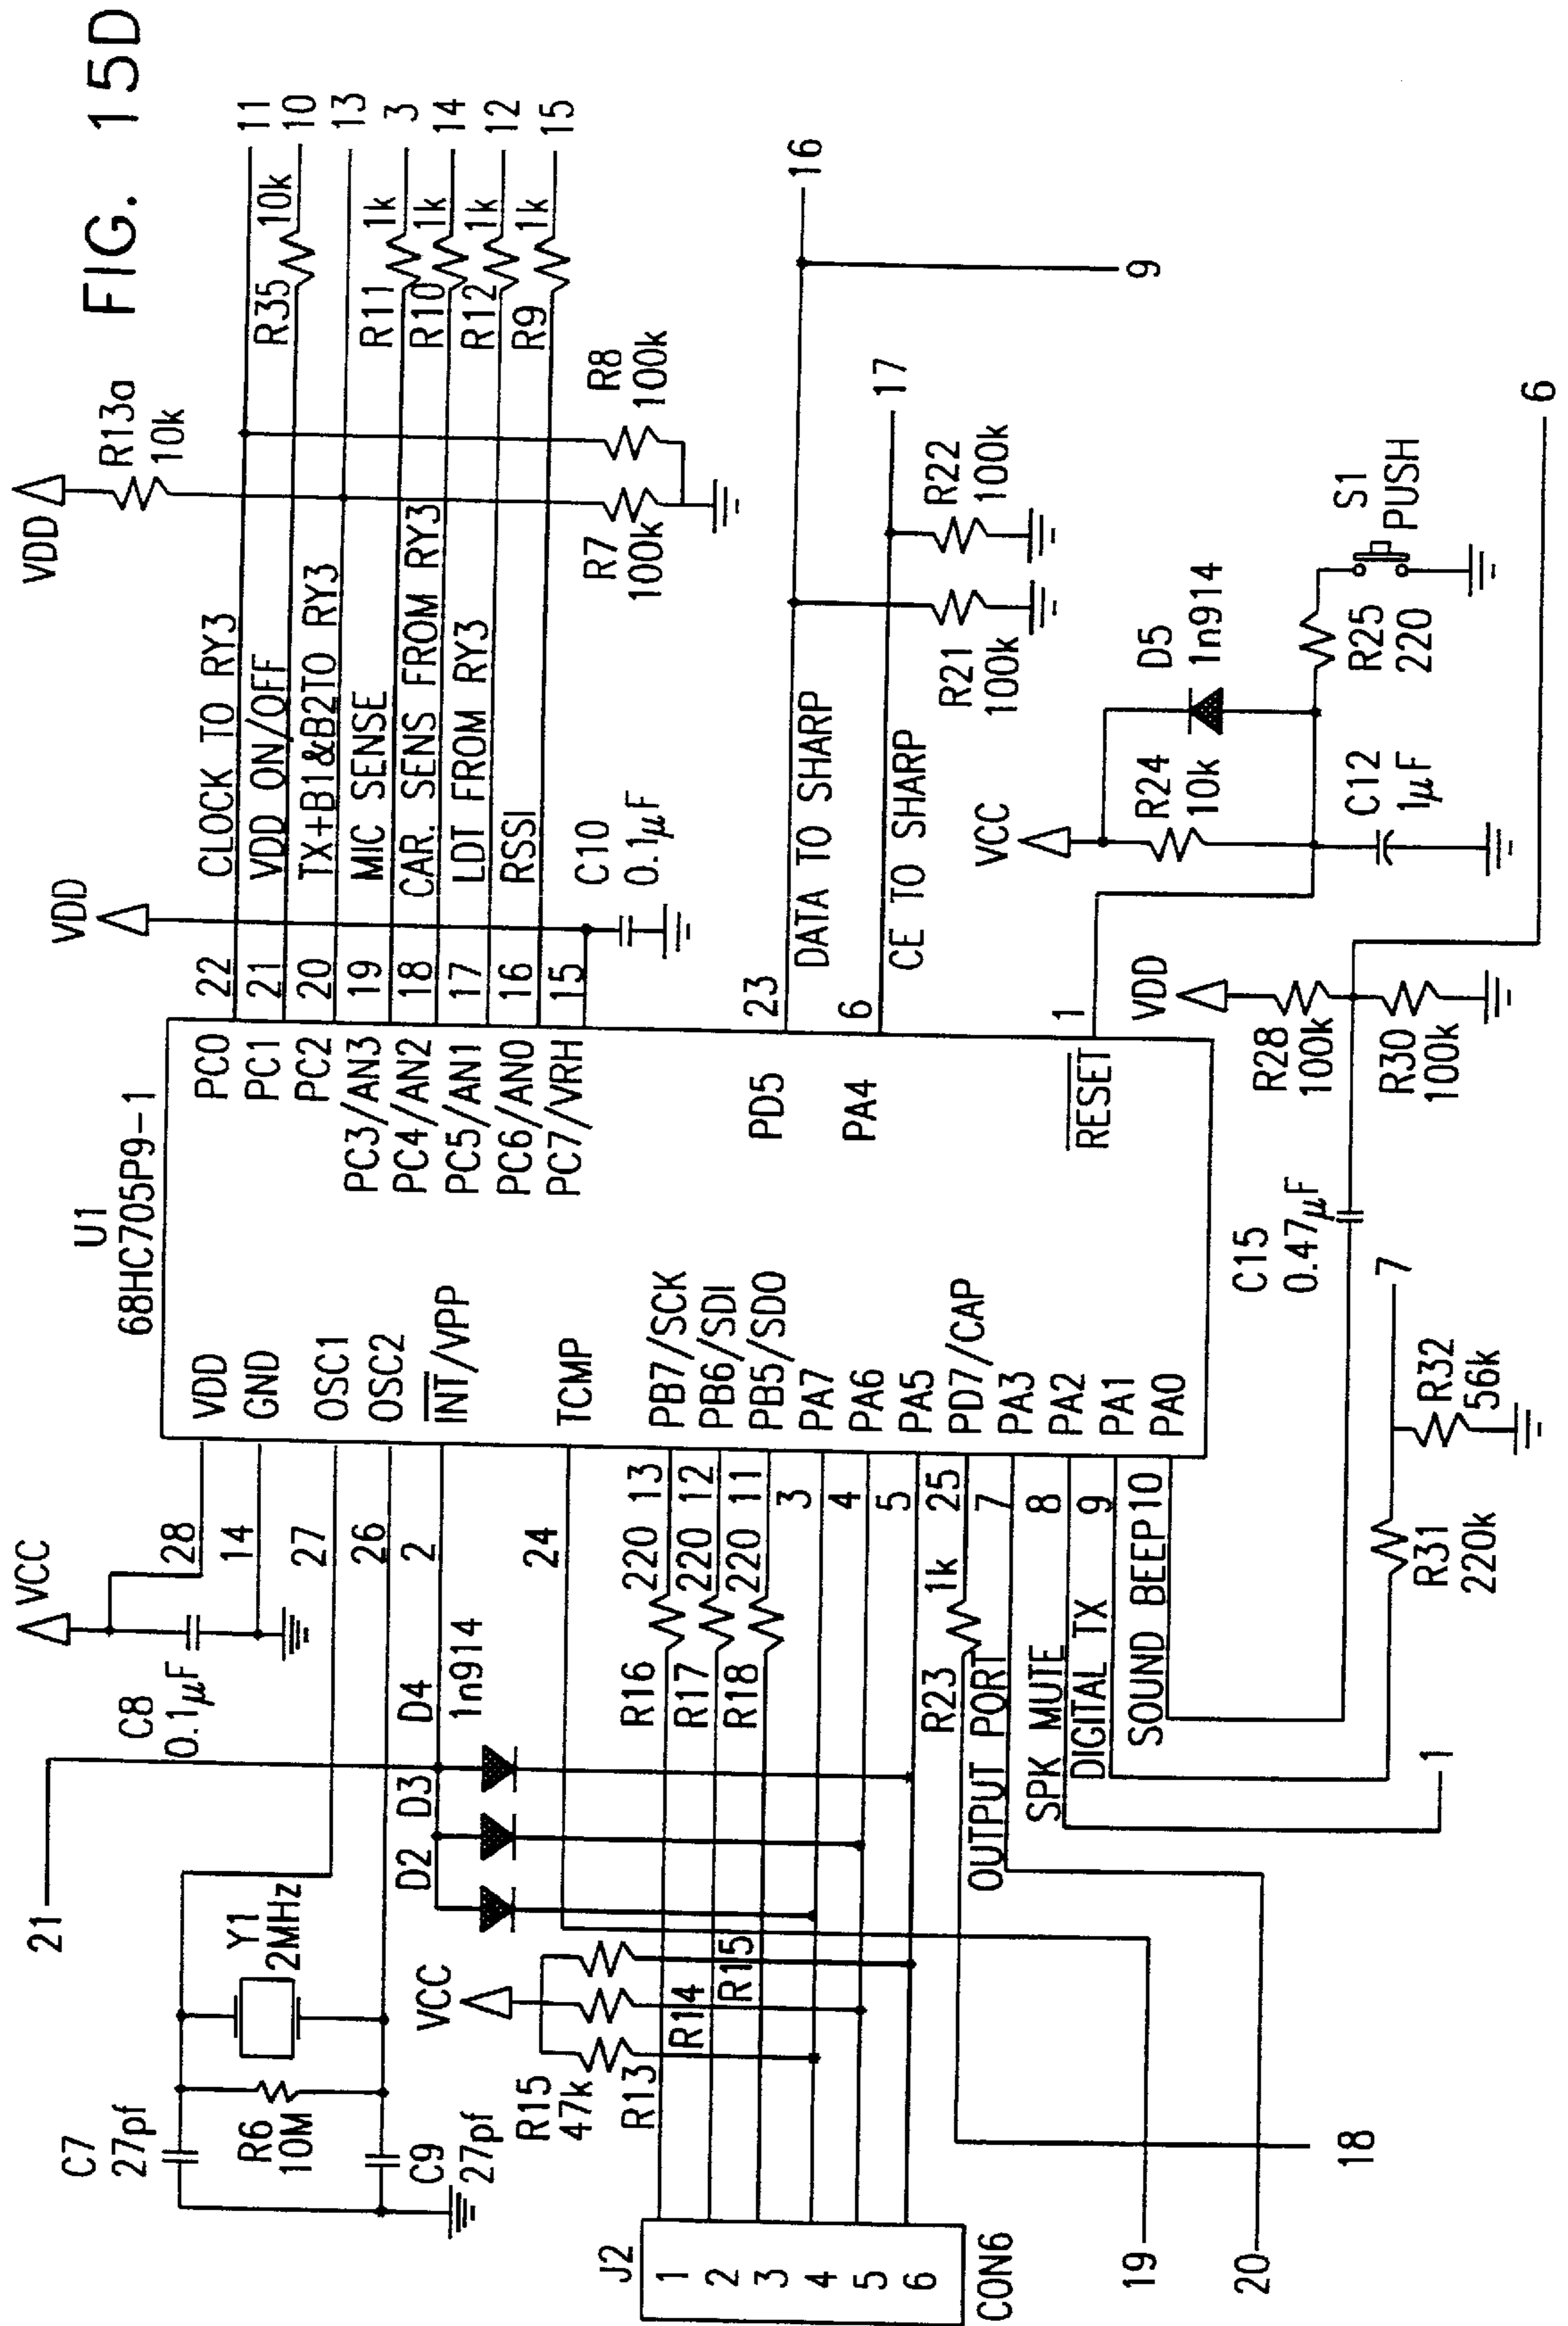 FIG. 15D
U1
68HC705P9-1
VDD
GND
OSC1
OSC2
INT/VPP
TCMP
PB7/SCK
PB6/SDI
PB5/SDO
PA7
PA6
PA5
PD7/CAP
PA3
PA2
PA1
PA0
PC0
PC1
PC2
PC3/AN3
PC4/AN2
PC5/AN1
PC6/AN0
PC7/VRH
PD5
PA4
RESET
28
14
27
26
2
24
13
12
11
3
4
5
25
7
8
9
10
22
21
20
19
18
17
16
15
23
6
1
VCC
C8
0.1µF
21
C7
27pf
R6
10M
Y1
2MHz
C9
27pf
D2
D3
D4
1n914
VCC
R15
47k
R13
R14
R15
R16
220
R17
220
R18
220
R23
1k
OUTPUT PORT
SPK MUTE
DIGITAL TX
SOUND BEEP
J2
1
2
3
4
5
6
CON6
19
20
18
1
R31
220k
R32
56k
7
C15
0.47µF
VDD
CLOCK TO RY3
VDD ON/OFF
TX+B1&B2TO RY3
MIC SENSE
CAR. SENS FROM RY3
LDT FROM RY3
RSSI
C10
0.1µF
VDD
R13a
10k
R35
10k
R11
1k
R10
1k
R12
1k
R9
1k
11
10
13
3
14
12
15
R7
100k
R8
100k
DATA TO SHARP
CE TO SHARP
R21
100k
R22
100k
16
9
17
VCC
R24
10k
D5
1n914
C12
1µF
R25
220
S1
PUSH
VDD
R28
100k
R30
100k
6